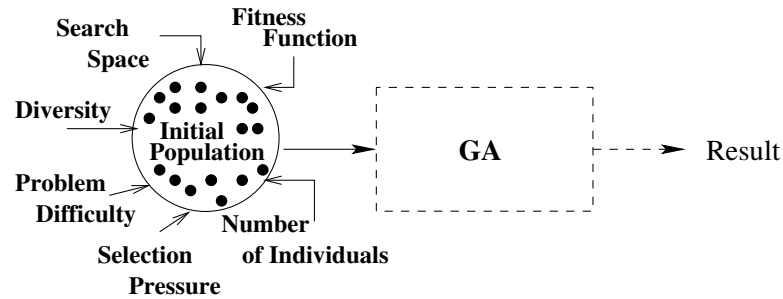 Search
Space
Fitness
Function
Diversity
Initial
Population
Problem
Difficulty
Selection
Pressure
Number
of Individuals
GA
Result